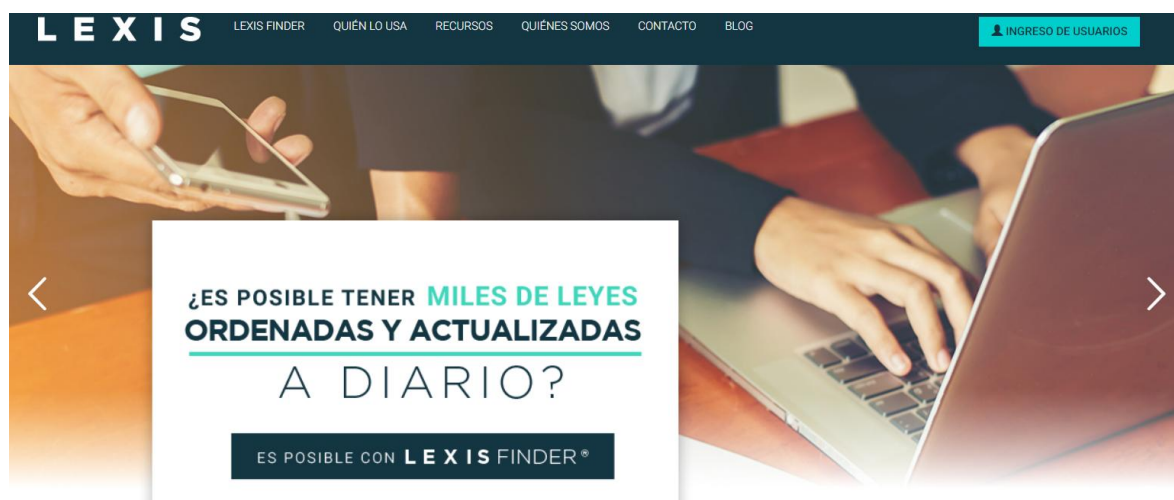 LEXIS
LEXIS FINDER QUIÉN LO USA RECURSOS QUIÉNES SOMOS CONTACTO BLOG
INGRESO DE USUARIOS
¿ES POSIBLE TENER MILES DE LEYES
ORDENADAS Y ACTUALIZADAS
A DIARIO?
ES POSIBLE CON LEXIS FINDER®